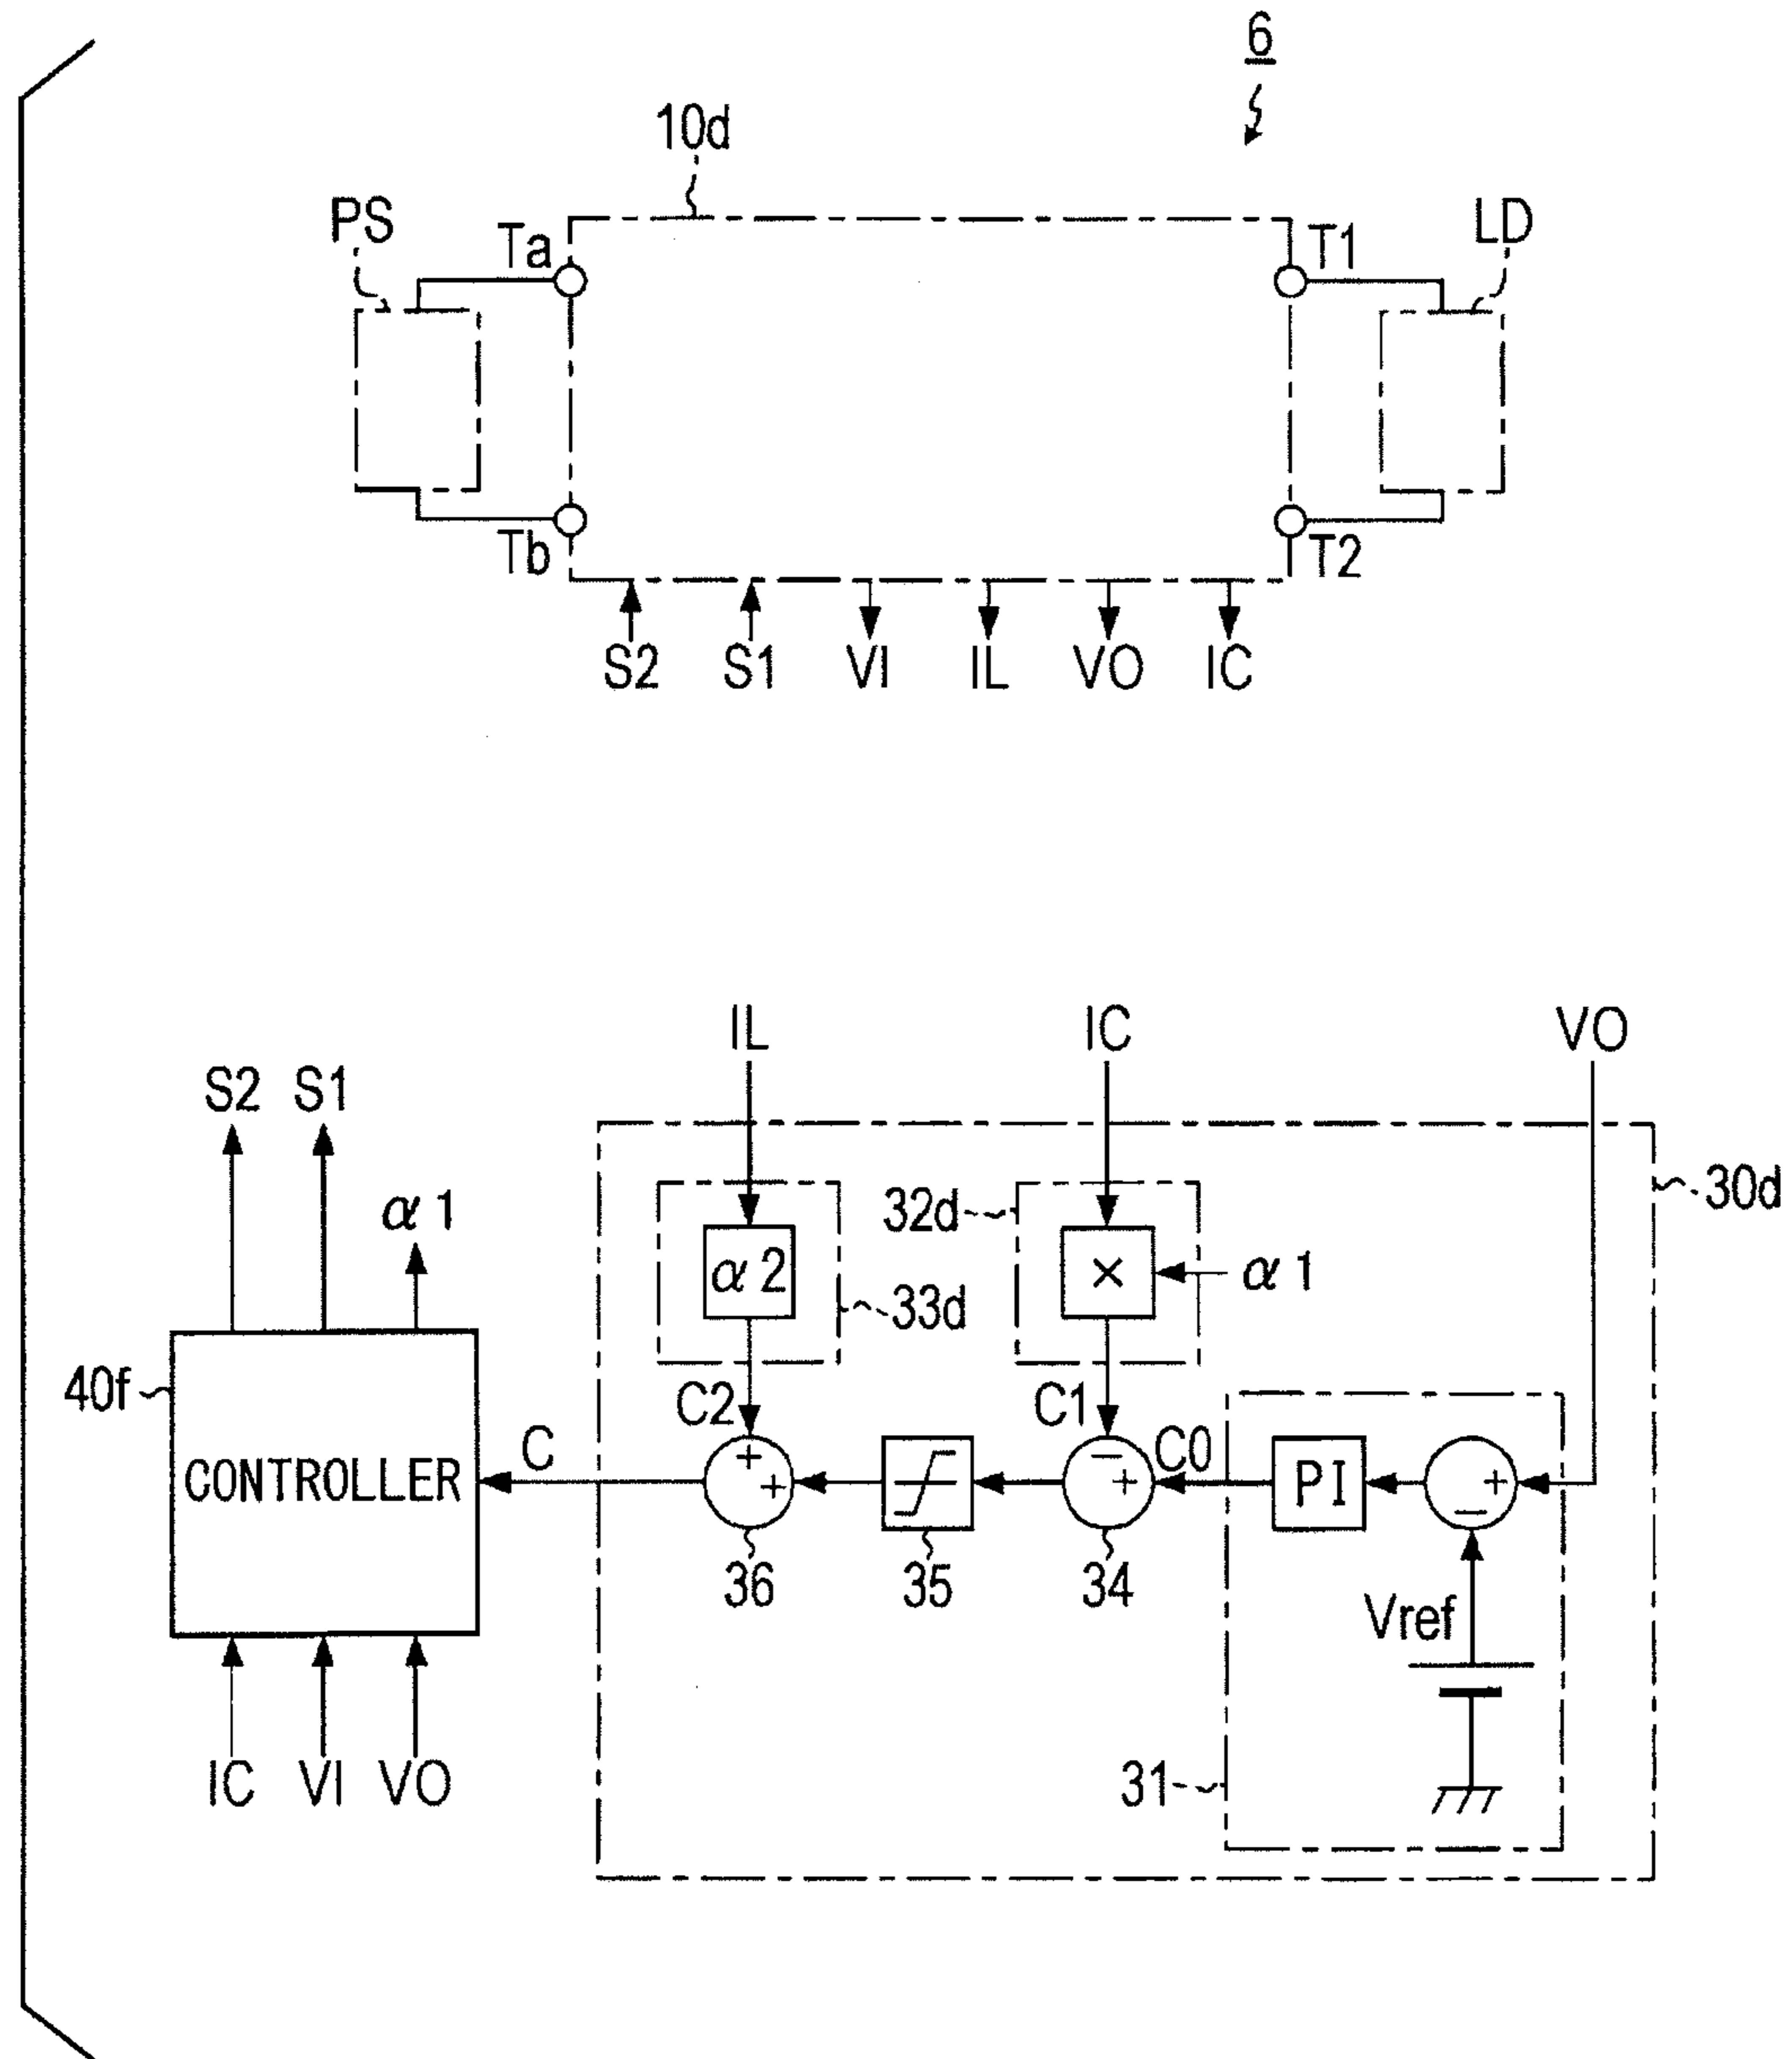 6
10d
PS
Ta
T1
LD
Tb
T2
S2 S1 VI IL VO IC
IL IC VO
S2 S1
α1
32d
30d
α2
×
α1
33d
40f
C2
C1
CONTROLLER
C
+
+
−
+
C0
PI
+
−
36
35
34
Vref
IC VI VO
31